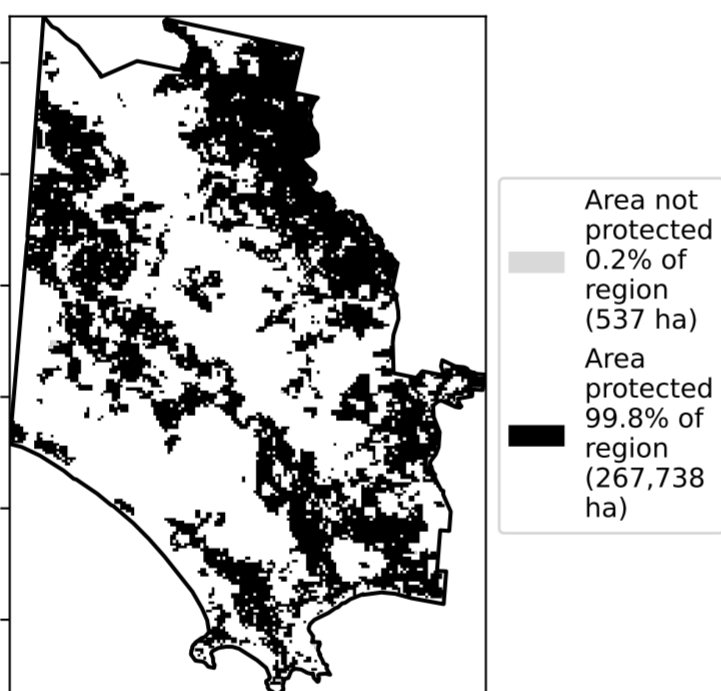 Area not
protected
0.2% of
region
(537 ha)
Area
protected
99.8% of
region
(267,738
ha)